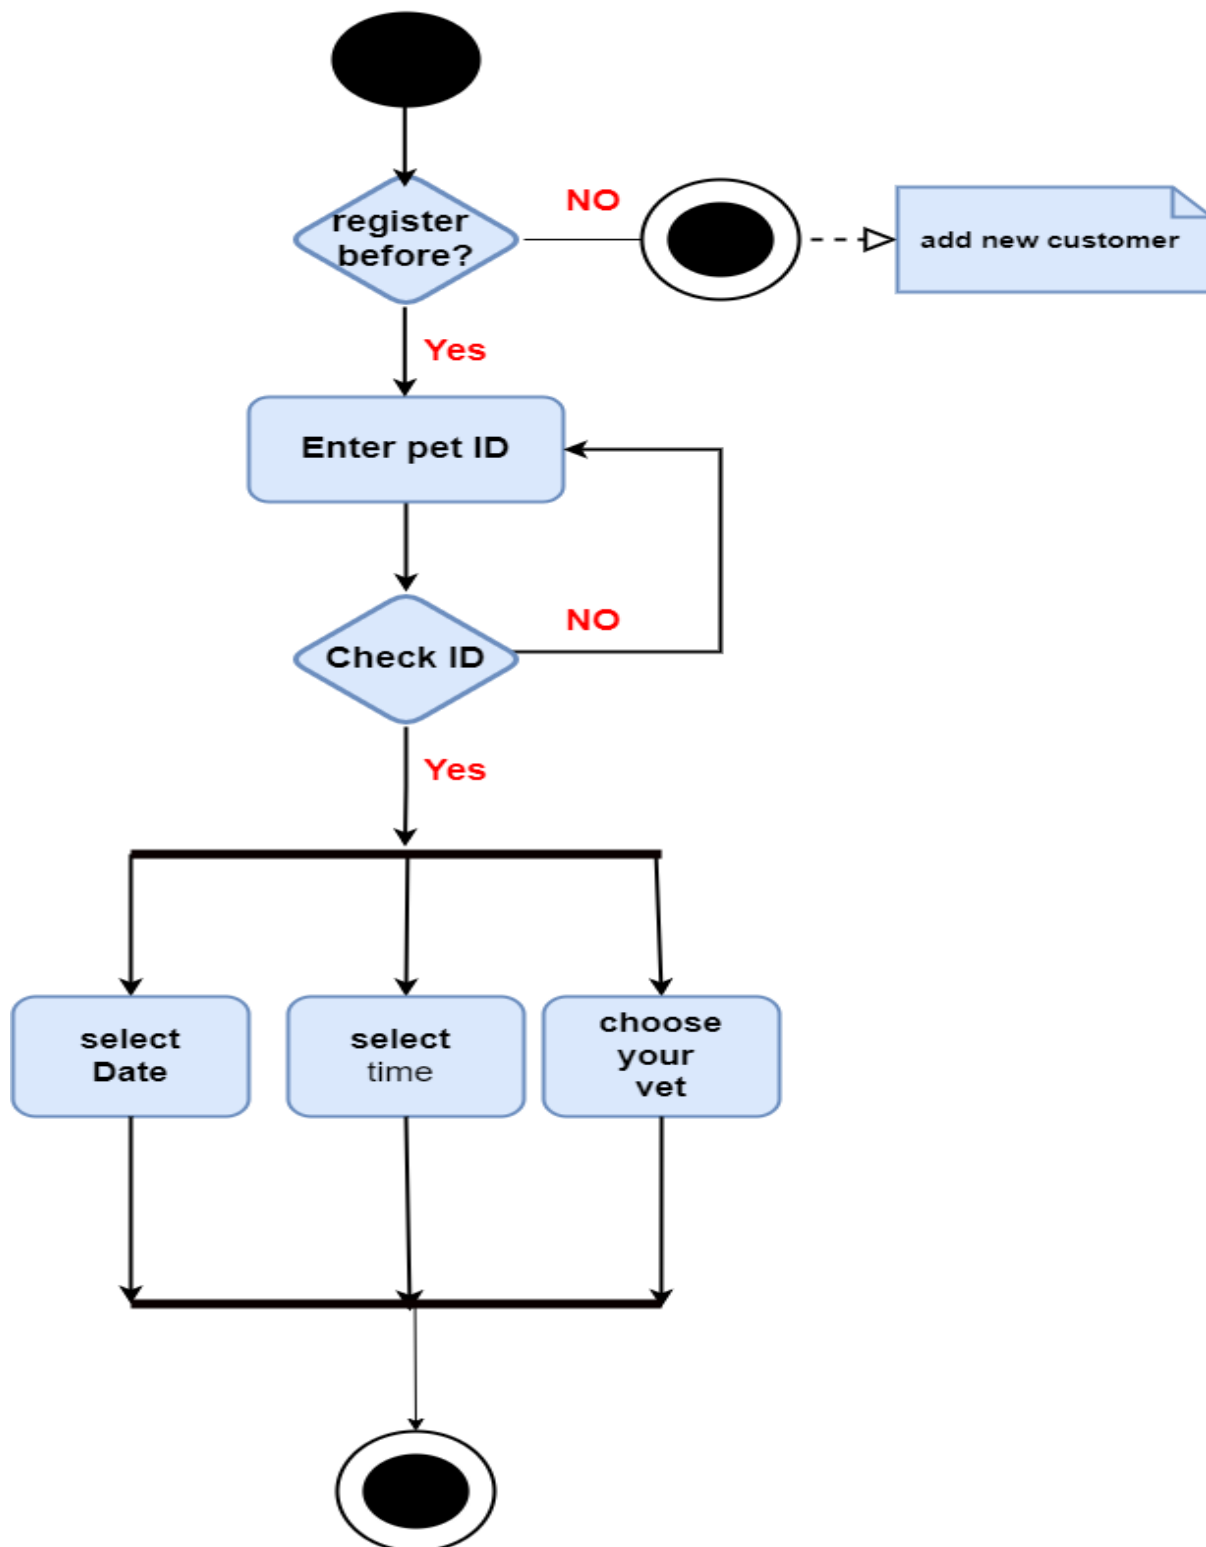 register
before?
NO
add new customer
Yes
Enter pet ID
NO
Check ID
Yes
select
Date
select
time
choose
your
vet